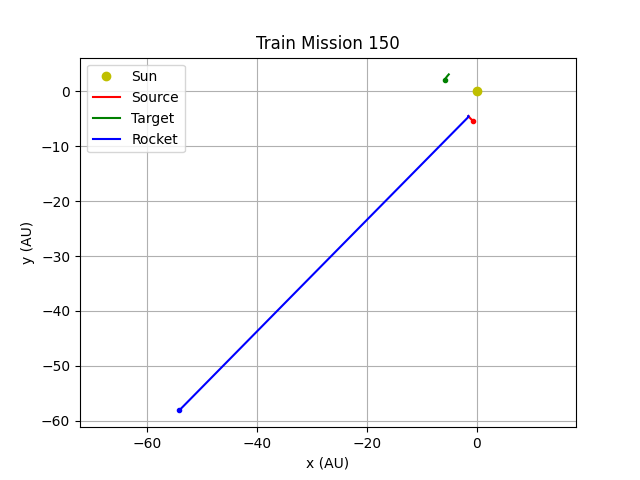 Train Mission 150
Sun
Source
Target
Rocket
0
−10
−20
−30
−40
−50
−60
y (AU)
−60
−40
−20
0
x (AU)